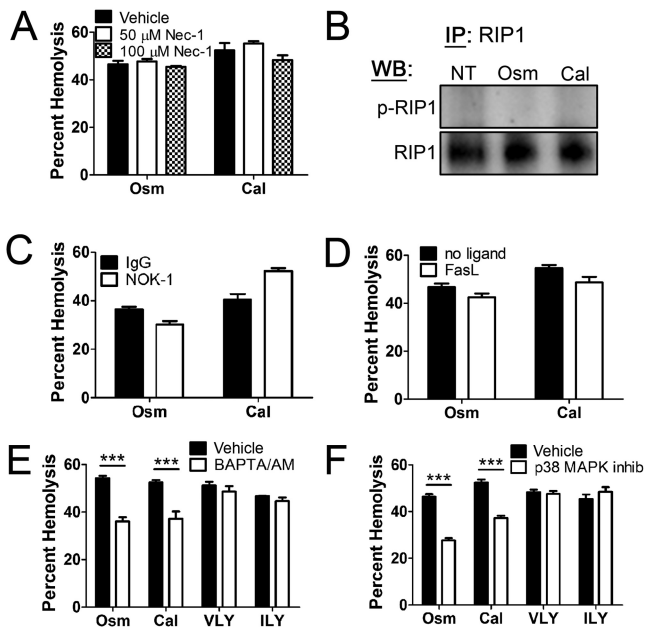 A
Vehicle
50 μM Nec-1
100 μM Nec-1
Percent Hemolysis
60
40
20
0
Osm
Cal
B
IP: RIP1
WB:
NT
Osm
Cal
p-RIP1
RIP1
C
IgG
NOK-1
Percent Hemolysis
60
40
20
0
Osm
Cal
D
no ligand
FasL
Percent Hemolysis
60
40
20
0
Osm
Cal
E
Vehicle
BAPTA/AM
Percent Hemolysis
60
40
20
0
***
***
Osm
Cal
VLY
ILY
F
Vehicle
p38 MAPK inhib
Percent Hemolysis
60
40
20
0
***
***
Osm
Cal
VLY
ILY